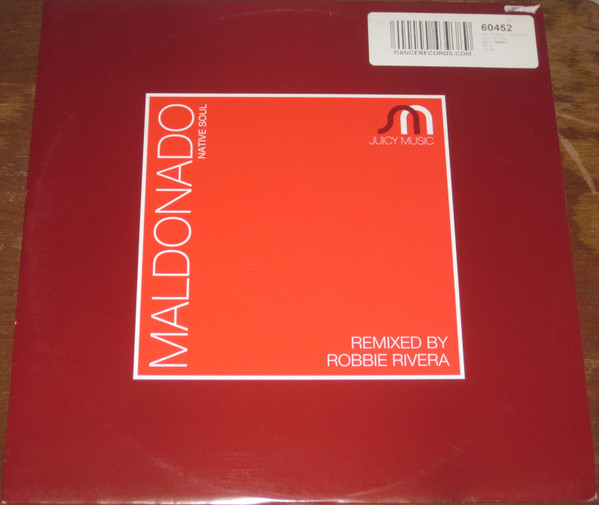 60452
DANCERECORDS.COM
JUICY MUSIC
MALDONADO
NATIVE SOUL
REMIXED BY
ROBBIE RIVERA